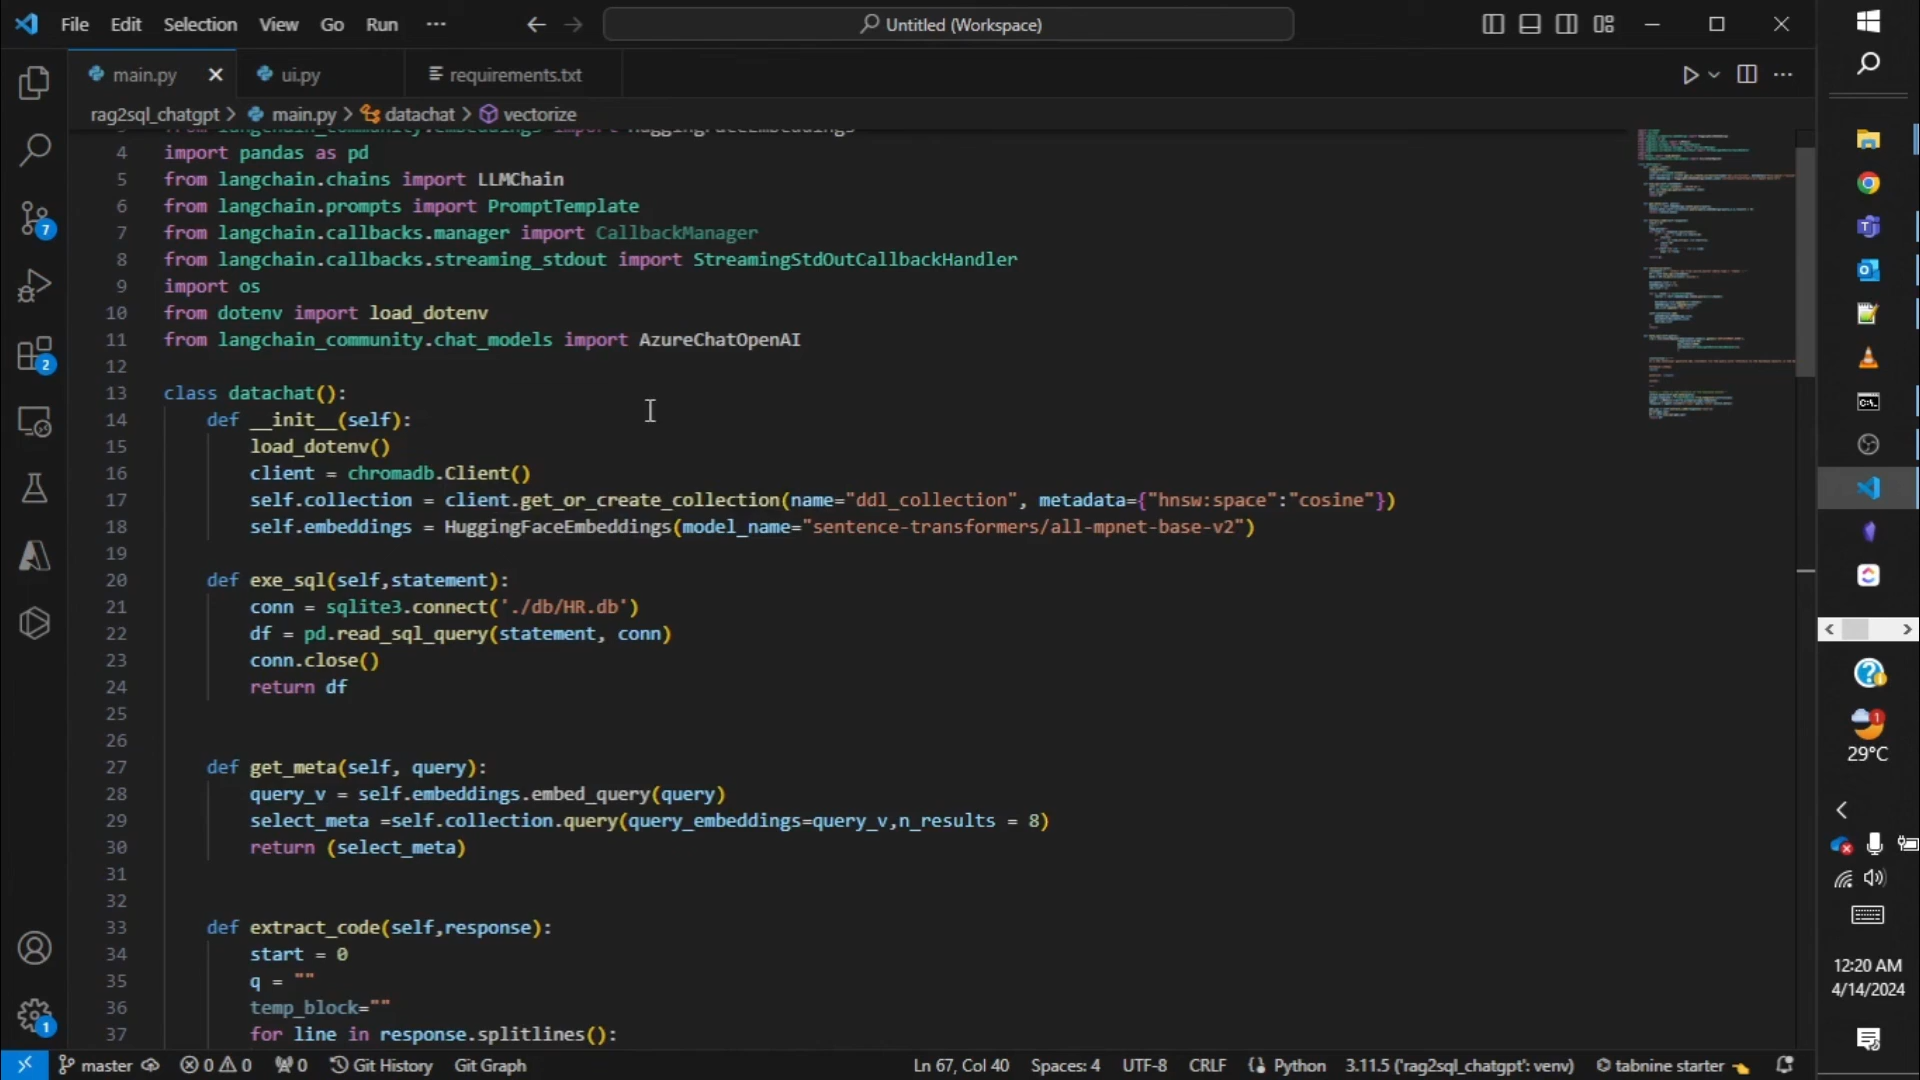 File Edit Selection View Go Run ··· Untitled (Workspace)
main.py ui.py requirements.txt
rag2sql_chatgpt > main.py > datachat > vectorize
3 from langchain_community.embeddings import HuggingFaceEmbeddings
4 import pandas as pd
5 from langchain.chains import LLMChain
6 from langchain.prompts import PromptTemplate
7 from langchain.callbacks.manager import CallbackManager
8 from langchain.callbacks.streaming_stdout import StreamingStdOutCallbackHandler
9 import os
10 from dotenv import load_dotenv
11 from langchain_community.chat_models import AzureChatOpenAI
12
13 class datachat():
14 def __init__(self):
15 load_dotenv()
16 client = chromadb.Client()
17 self.collection = client.get_or_create_collection(name="ddl_collection", metadata={"hnsw:space":"cosine"})
18 self.embeddings = HuggingFaceEmbeddings(model_name="sentence-transformers/all-mpnet-base-v2")
19
20 def exe_sql(self,statement):
21 conn = sqlite3.connect('./db/HR.db')
22 df = pd.read_sql_query(statement, conn)
23 conn.close()
24 return df
25
26
27 def get_meta(self, query):
28 query_v = self.embeddings.embed_query(query)
29 select_meta =self.collection.query(query_embeddings=query_v,n_results = 8)
30 return (select_meta)
31
32
33 def extract_code(self,response):
34 start = 0
35 q = ""
36 temp_block=""
37 for line in response.splitlines():
7
2
1
master 0 0 0 Git History Git Graph Ln 67, Col 40 Spaces: 4 UTF-8 CRLF Python 3.11.5 ('rag2sql_chatgpt': venv) tabnine starter
1
29°C
12:20 AM
4/14/2024